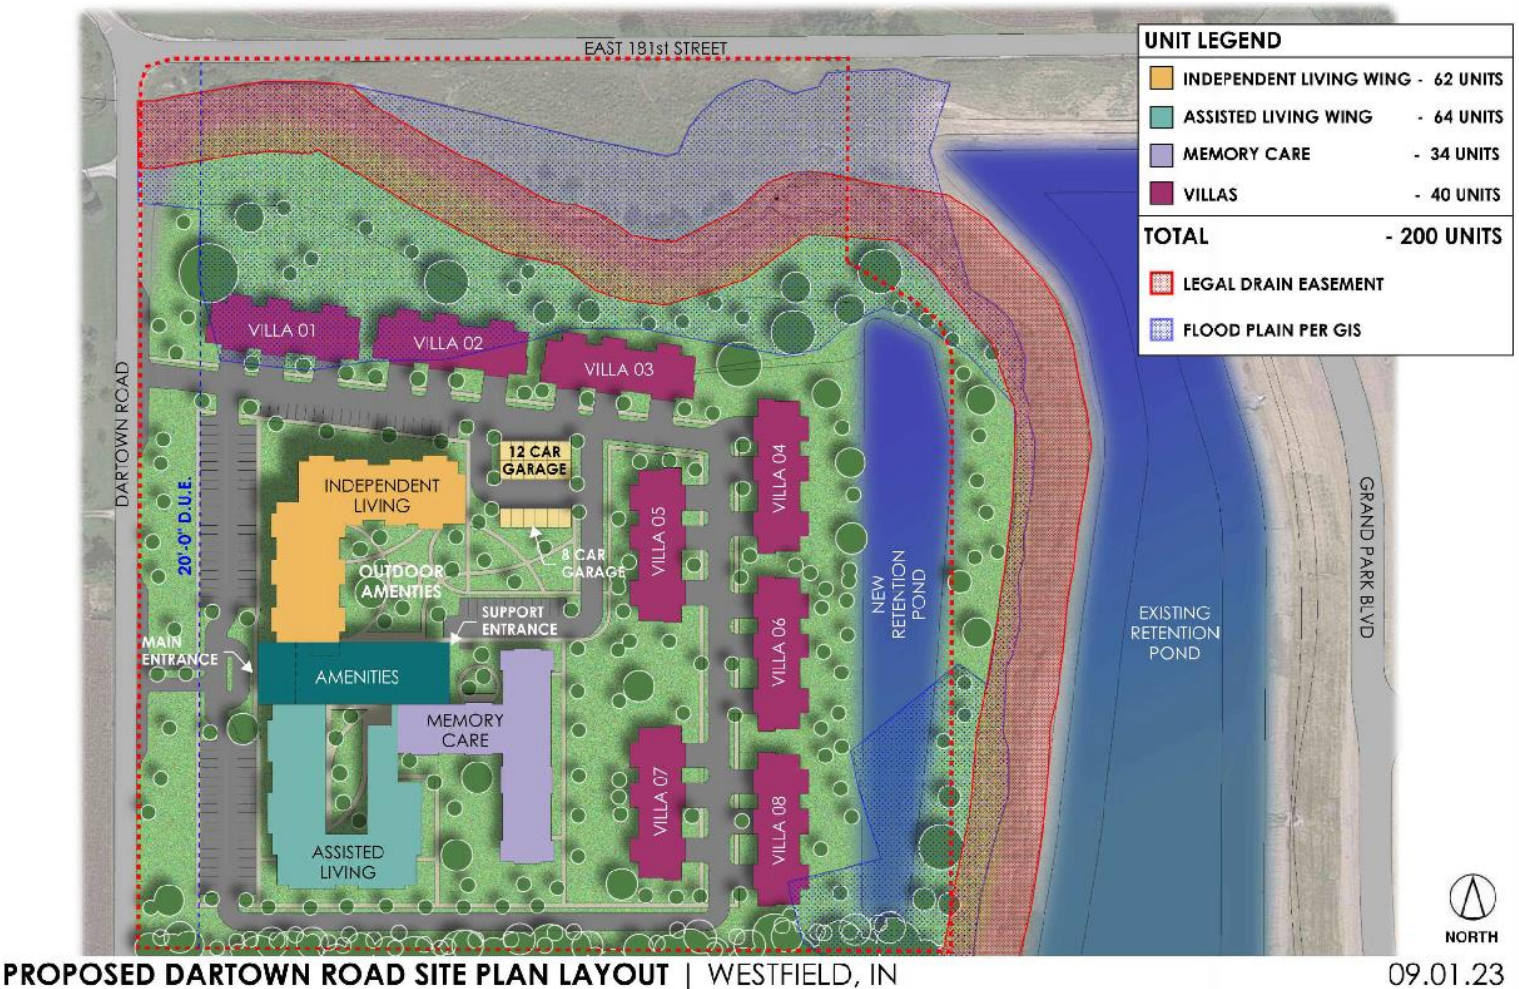 EAST 181st STREET
UNIT LEGEND
INDEPENDENT LIVING WING - 62 UNITS
ASSISTED LIVING WING - 64 UNITS
MEMORY CARE - 34 UNITS
VILLAS - 40 UNITS
TOTAL - 200 UNITS
LEGAL DRAIN EASEMENT
FLOOD PLAIN PER GIS
VILLA 01
VILLA 02
VILLA 03
DARTOWN ROAD
20'-0" D.U.E.
12 CAR
GARAGE
INDEPENDENT
LIVING
VILLA 04
VILLA 05
8 CAR
GARAGE
OUTDOOR
AMENTIES
SUPPORT
ENTRANCE
MAIN
ENTRANCE
AMENITIES
VILLA 06
NEW
RETENTION
POND
EXISTING
RETENTION
POND
GRAND PARK BLVD
MEMORY
CARE
VILLA 07
VILLA 08
ASSISTED
LIVING
NORTH
PROPOSED DARTOWN ROAD SITE PLAN LAYOUT | WESTFIELD, IN
09.01.23